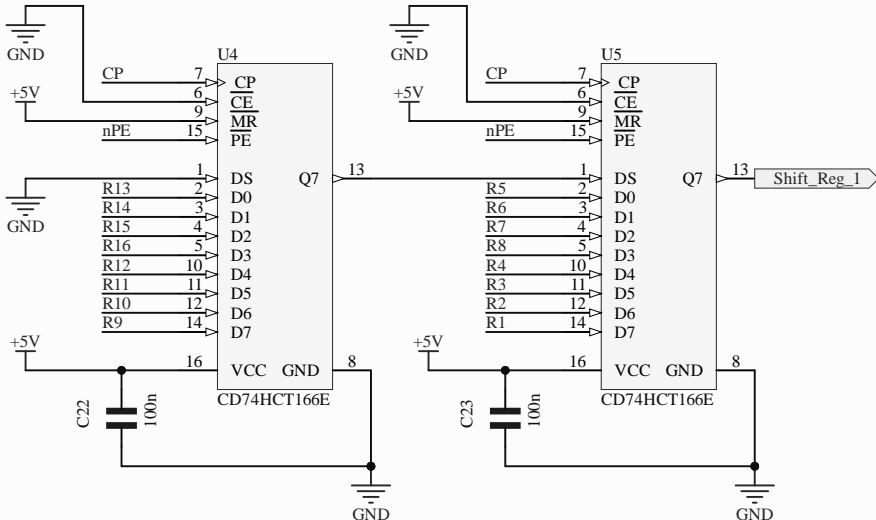 GND
U4
CP 7 CP
6 CE
+5V 9 MR
nPE 15 PE
1 DS Q7 13
GND
R13 2 D0
R14 3 D1
R15 4 D2
R16 5 D3
R12 10 D4
R11 11 D5
R10 12 D6
R9 14 D7
+5V 16 VCC GND 8
CD74HCT166E
C22 100n
GND
GND
U5
CP 7 CP
6 CE
+5V 9 MR
nPE 15 PE
1 DS Q7 13 Shift_Reg_1
R5 2 D0
R6 3 D1
R7 4 D2
R8 5 D3
R4 10 D4
R3 11 D5
R2 12 D6
R1 14 D7
+5V 16 VCC GND 8
CD74HCT166E
C23 100n
GND